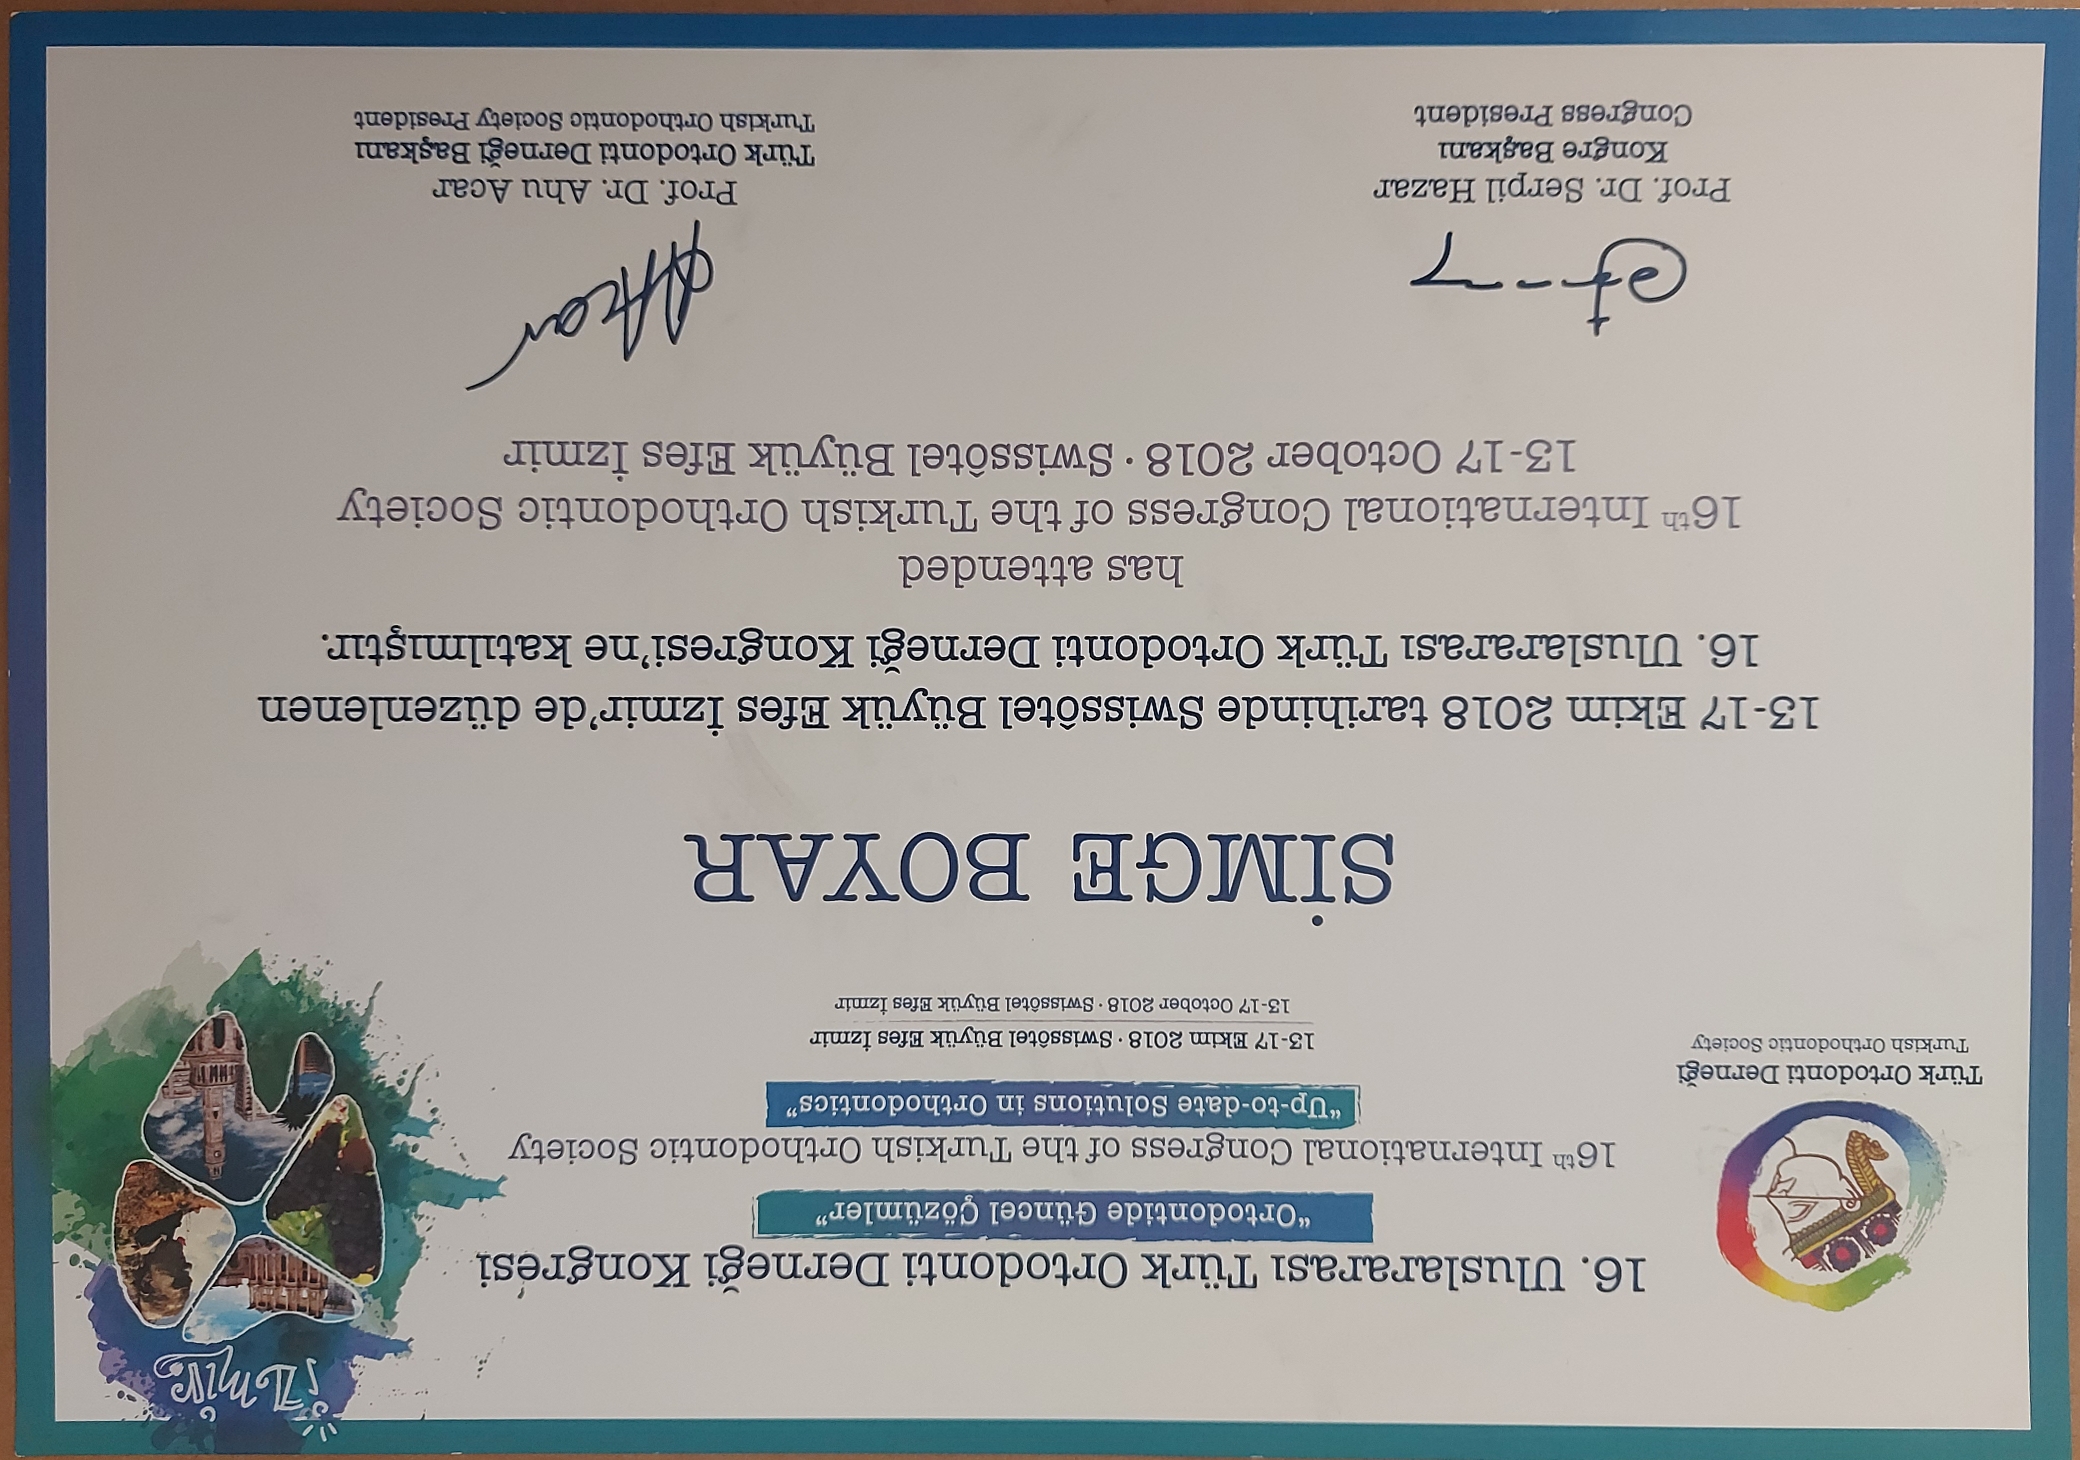 İzmir
Türk Ortodonti Derneği
Turkish Orthodontic Society
16. Uluslararası Türk Ortodonti Derneği Kongresi
"Ortodontide Güncel Çözümler"
16th International Congress of the Turkish Orthodontic Society
"Up-to-date Solutions in Orthodontics"
13-17 Ekim 2018 · Swissôtel Büyük Efes İzmir
13-17 October 2018 · Swissôtel Büyük Efes İzmir
SİMGE BOYAR
13-17 Ekim 2018 tarihinde Swissôtel Büyük Efes İzmir'de düzenlenen
16. Uluslararası Türk Ortodonti Derneği Kongresi'ne katılmıştır.
has attended
16th International Congress of the Turkish Orthodontic Society
13-17 October 2018 · Swissôtel Büyük Efes İzmir
Prof. Dr. Serpil Hazar
Kongre Başkanı
Congress President
Prof. Dr. Ahu Acar
Türk Ortodonti Derneği Başkanı
Turkish Orthodontic Society President